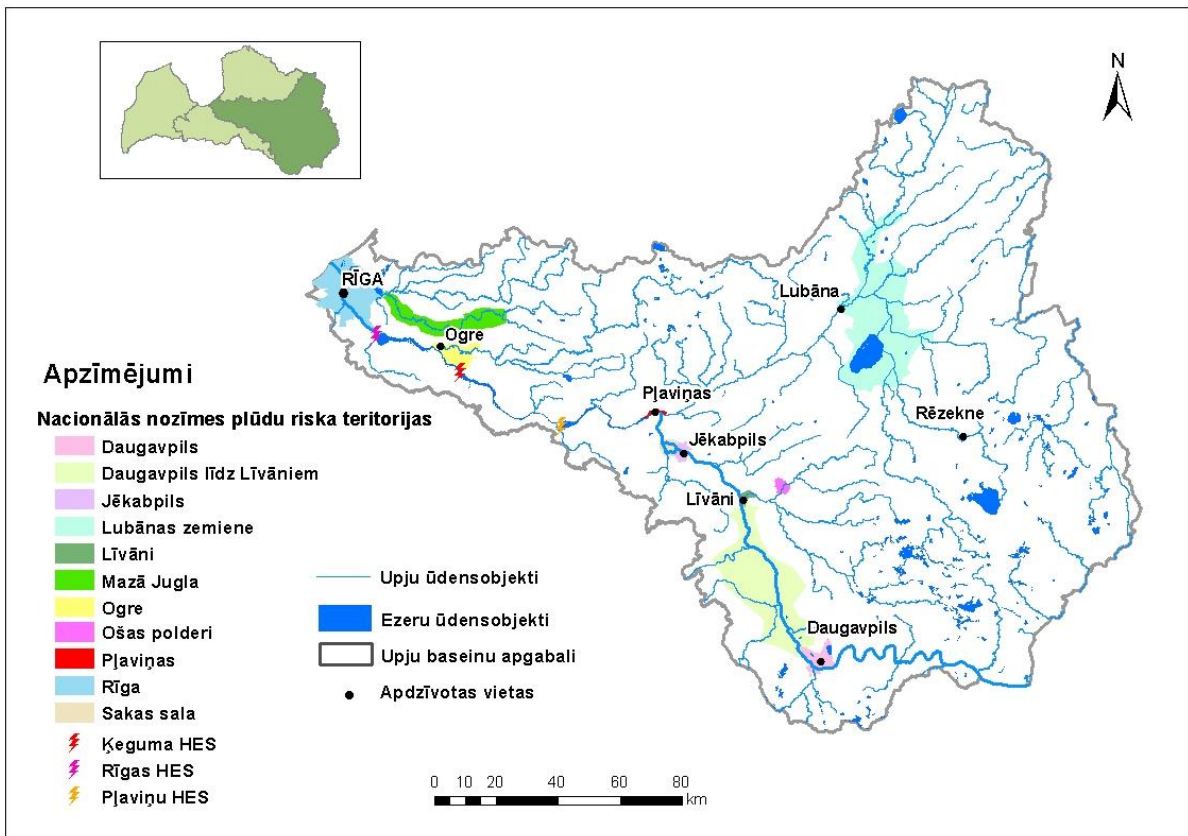 N
RĪGA
Ogre
Lubāna
Pļaviņas
Rēzekne
Jēkabpils
Līvāni
Daugavpils
Apzīmējumi
Nacionālās nozīmes plūdu riska teritorijas
Daugavpils
Daugavpils līdz Līvāniem
Jēkabpils
Lubānas zemiene
Līvāni
Mazā Jugla
Ogre
Ošas polderi
Pļaviņas
Rīga
Sakas sala
Ķeguma HES
Rīgas HES
Pļaviņu HES
Upju ūdensobjekti
Ezeru ūdensobjekti
Upju baseinu apgabali
Apdzīvotas vietas
0 10 20 40 60 80
km